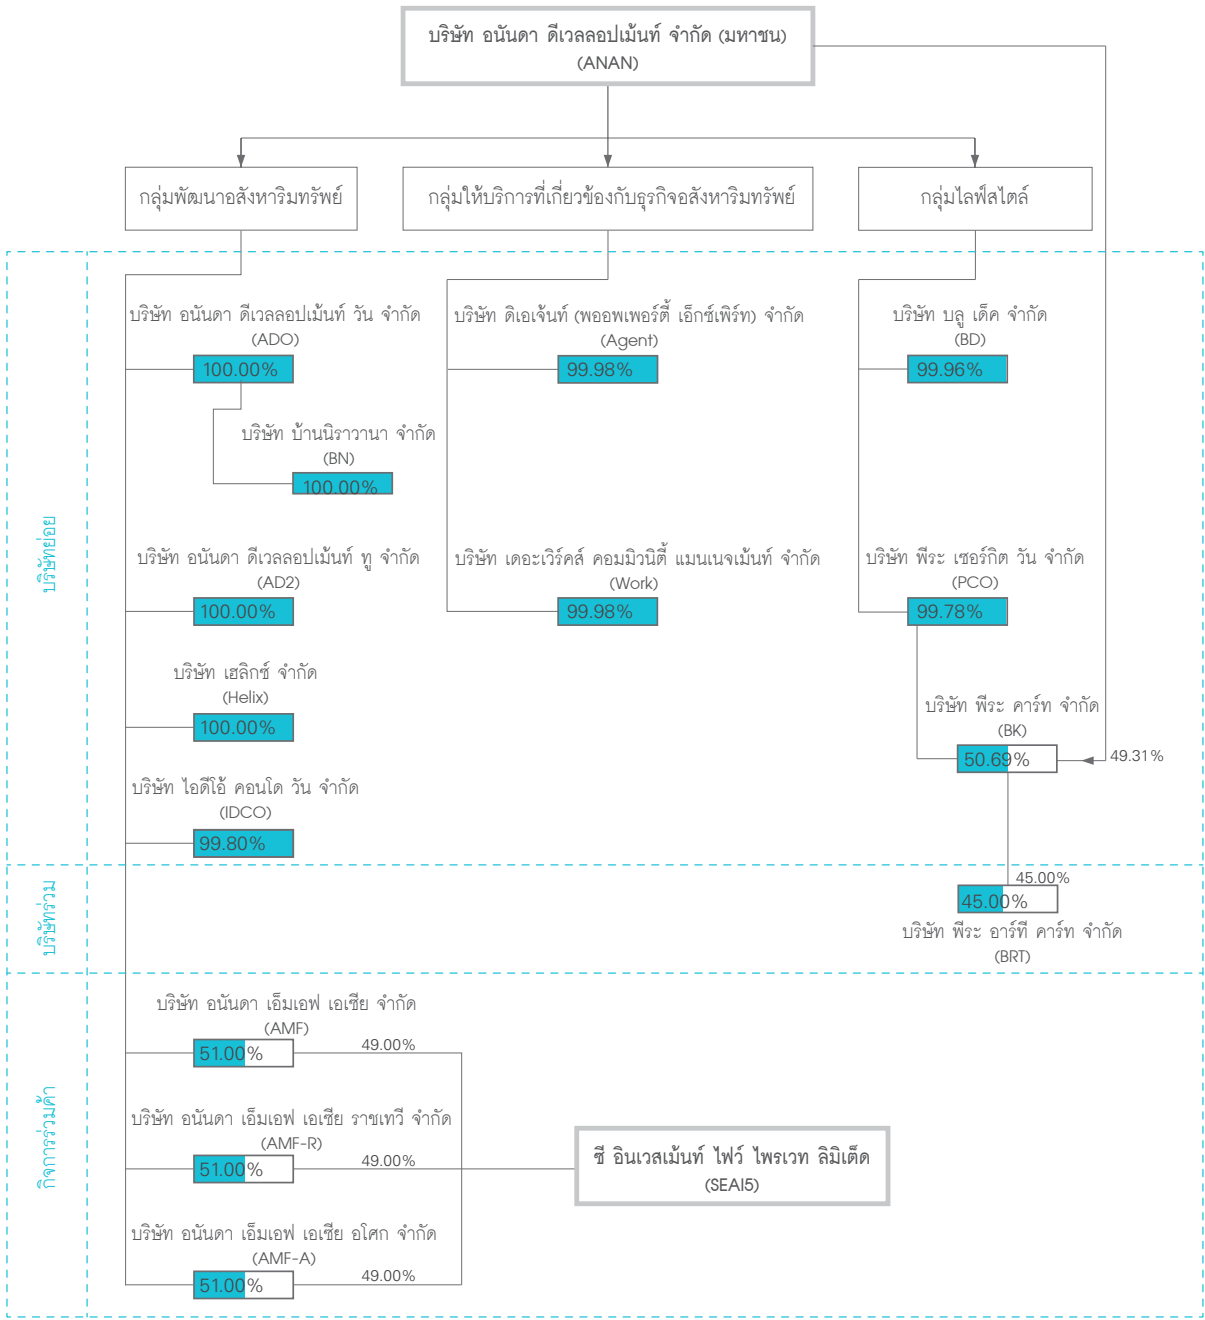 บริษัท อนันดา ดีเวลลอปเม้นท์ จำกัด (มหาชน)
(ANAN)
กลุ่มพัฒนาอสังหาริมทรัพย์
กลุ่มให้บริการที่เกี่ยวข้องกับธุรกิจอสังหาริมทรัพย์
กลุ่มไลฟ์สไตล์
บริษัทย่อย
บริษัท อนันดา ดีเวลลอปเม้นท์ วัน จำกัด
(ADO)
100.00%
บริษัท บ้านนิราวานา จำกัด
(BN)
100.00%
บริษัท อนันดา ดีเวลลอปเม้นท์ ทู จำกัด
(AD2)
100.00%
บริษัท เฮลิกซ์ จำกัด
(Helix)
100.00%
บริษัท ไอดีโอ้ คอนโด วัน จำกัด
(IDCO)
99.80%
บริษัท ดิเอเจ้นท์ (พออพเพอร์ตี้ เอ็กซ์เพิร์ท) จำกัด
(Agent)
99.98%
บริษัท เดอะเวิร์คส์ คอมมิวนิตี้ แมนเนจเม้นท์ จำกัด
(Work)
99.98%
บริษัท บลู เด็ค จำกัด
(BD)
99.96%
บริษัท พีระ เซอร์กิต วัน จำกัด
(PCO)
99.78%
บริษัท พีระ คาร์ท จำกัด
(BK)
50.69%
49.31%
บริษัทร่วม
45.00%
45.00%
บริษัท พีระ อาร์ที คาร์ท จำกัด
(BRT)
กิจการร่วมค้า
บริษัท อนันดา เอ็มเอฟ เอเซีย จำกัด
(AMF)
51.00%
49.00%
บริษัท อนันดา เอ็มเอฟ เอเซีย ราชเทวี จำกัด
(AMF-R)
51.00%
49.00%
บริษัท อนันดา เอ็มเอฟ เอเซีย อโศก จำกัด
(AMF-A)
51.00%
49.00%
ซี อินเวสเม้นท์ ไฟว์ ไพรเวท ลิมิเต็ด
(SEAI5)